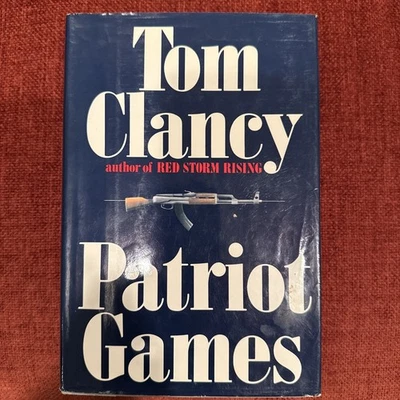 Tom
Clancy
author of RED STORM RISING
Patriot
Games